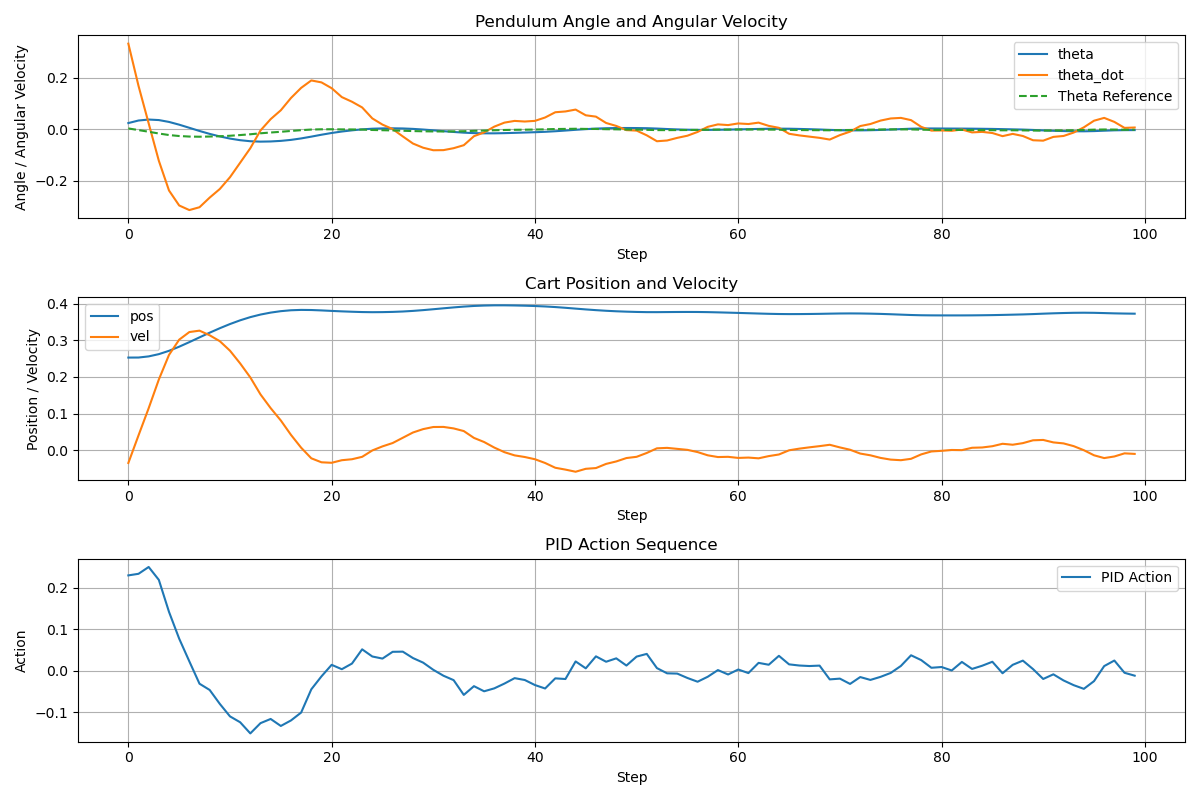 Pendulum Angle and Angular Velocity
Angle / Angular Velocity
0.2
0.0
−0.2
theta
theta_dot
Theta Reference
0 20 40 60 80 100
Step
Cart Position and Velocity
Position / Velocity
0.4
0.3
0.2
0.1
0.0
pos
vel
0 20 40 60 80 100
Step
PID Action Sequence
Action
0.2
0.1
0.0
−0.1
PID Action
0 20 40 60 80 100
Step